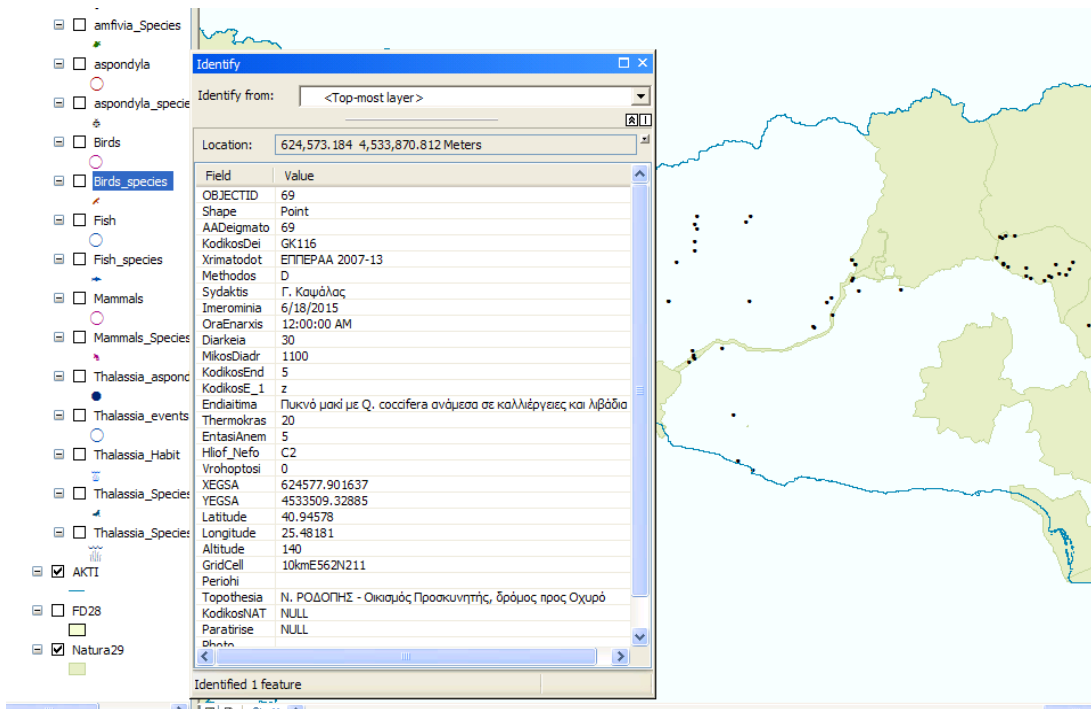 amfivia_Species
aspondyla
aspondyla_specie
Birds
Birds_species
Fish
Fish_species
Mammals
Mammals_Species
Thalassia_aspond
Thalassia_events
Thalassia_Habit
Thalassia_Species
Thalassia_Species
AKTI
FD28
Natura29
Identify
Identify from: <Top-most layer>
Location: 624,573.184 4,533,870.812 Meters
Field Value
OBJECTID 69
Shape Point
AADeigmato 69
KodikosDei GK116
Xrimatodot ΕΠΠΕΡΑΑ 2007-13
Methodos D
Sydaktis Γ. Καψάλας
Imerominia 6/18/2015
OraEnarxis 12:00:00 AM
Diarkeia 30
MikosDiadr 1100
KodikosEnd 5
KodikosE_1 z
Endiaitima Πυκνό μακί με Q. coccifera ανάμεσα σε καλλιέργειες και λιβάδια
Thermokras 20
EntasiAnem 5
Hliof_Nefo C2
Vrohoptosi 0
XEGSA 624577.901637
YEGSA 4533509.32885
Latitude 40.94578
Longitude 25.48181
Altitude 140
GridCell 10kmE562N211
Periohi
Topothesia Ν. ΡΟΔΟΠΗΣ - Οικισμός Προσκυνητής, δρόμος προς Οχυρό
KodikosNAT NULL
Paratirise NULL
Photo
Identified 1 feature